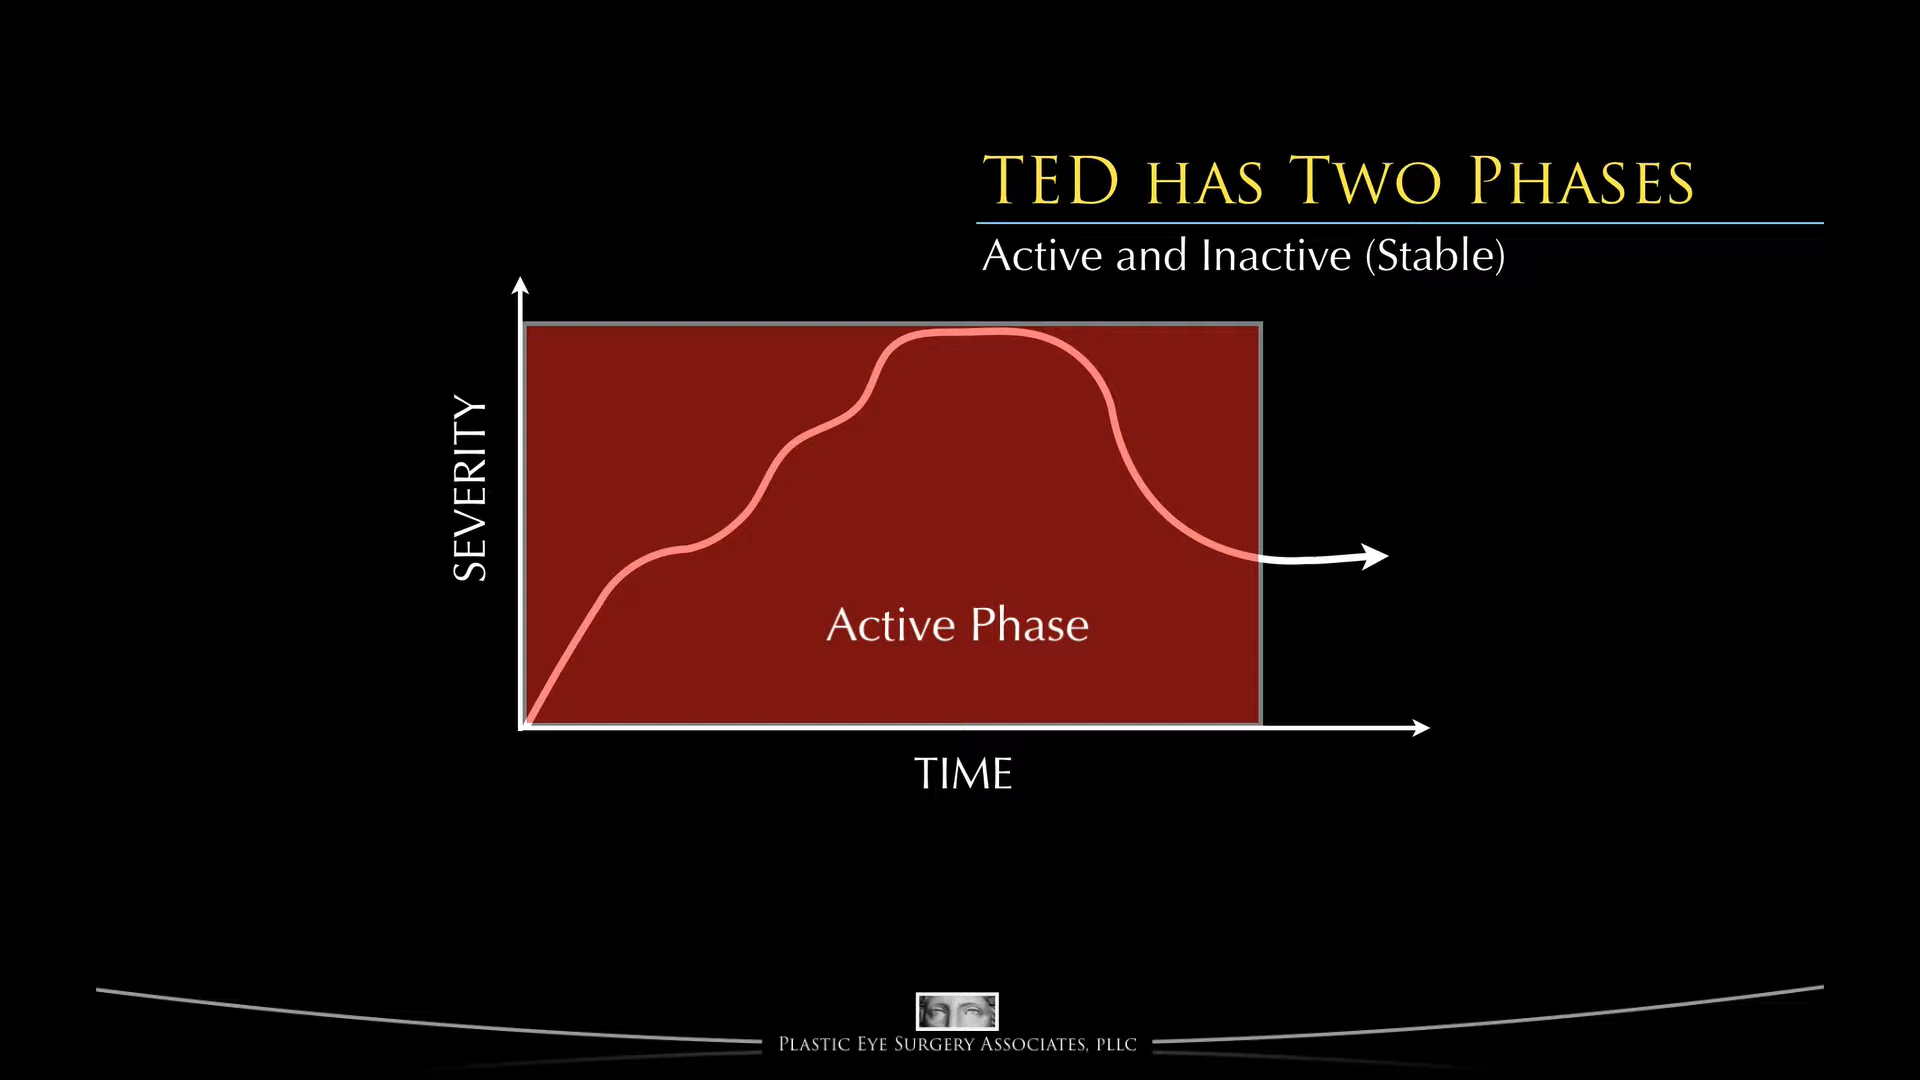 TED HAS TWO PHASES
Active and Inactive (Stable)
SEVERITY
Active Phase
TIME
PLASTIC EYE SURGERY ASSOCIATES, PLLC